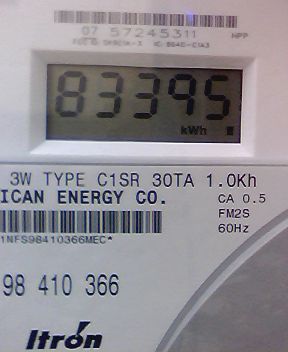 07 57245311 NPP
83395
kWh
3W TYPE C1SR 30TA 1.0Kh
ICAN ENERGY CO. CA 0.5
FM2S
60Hz
1NFS98410366MEC*
98 410 366
Itron